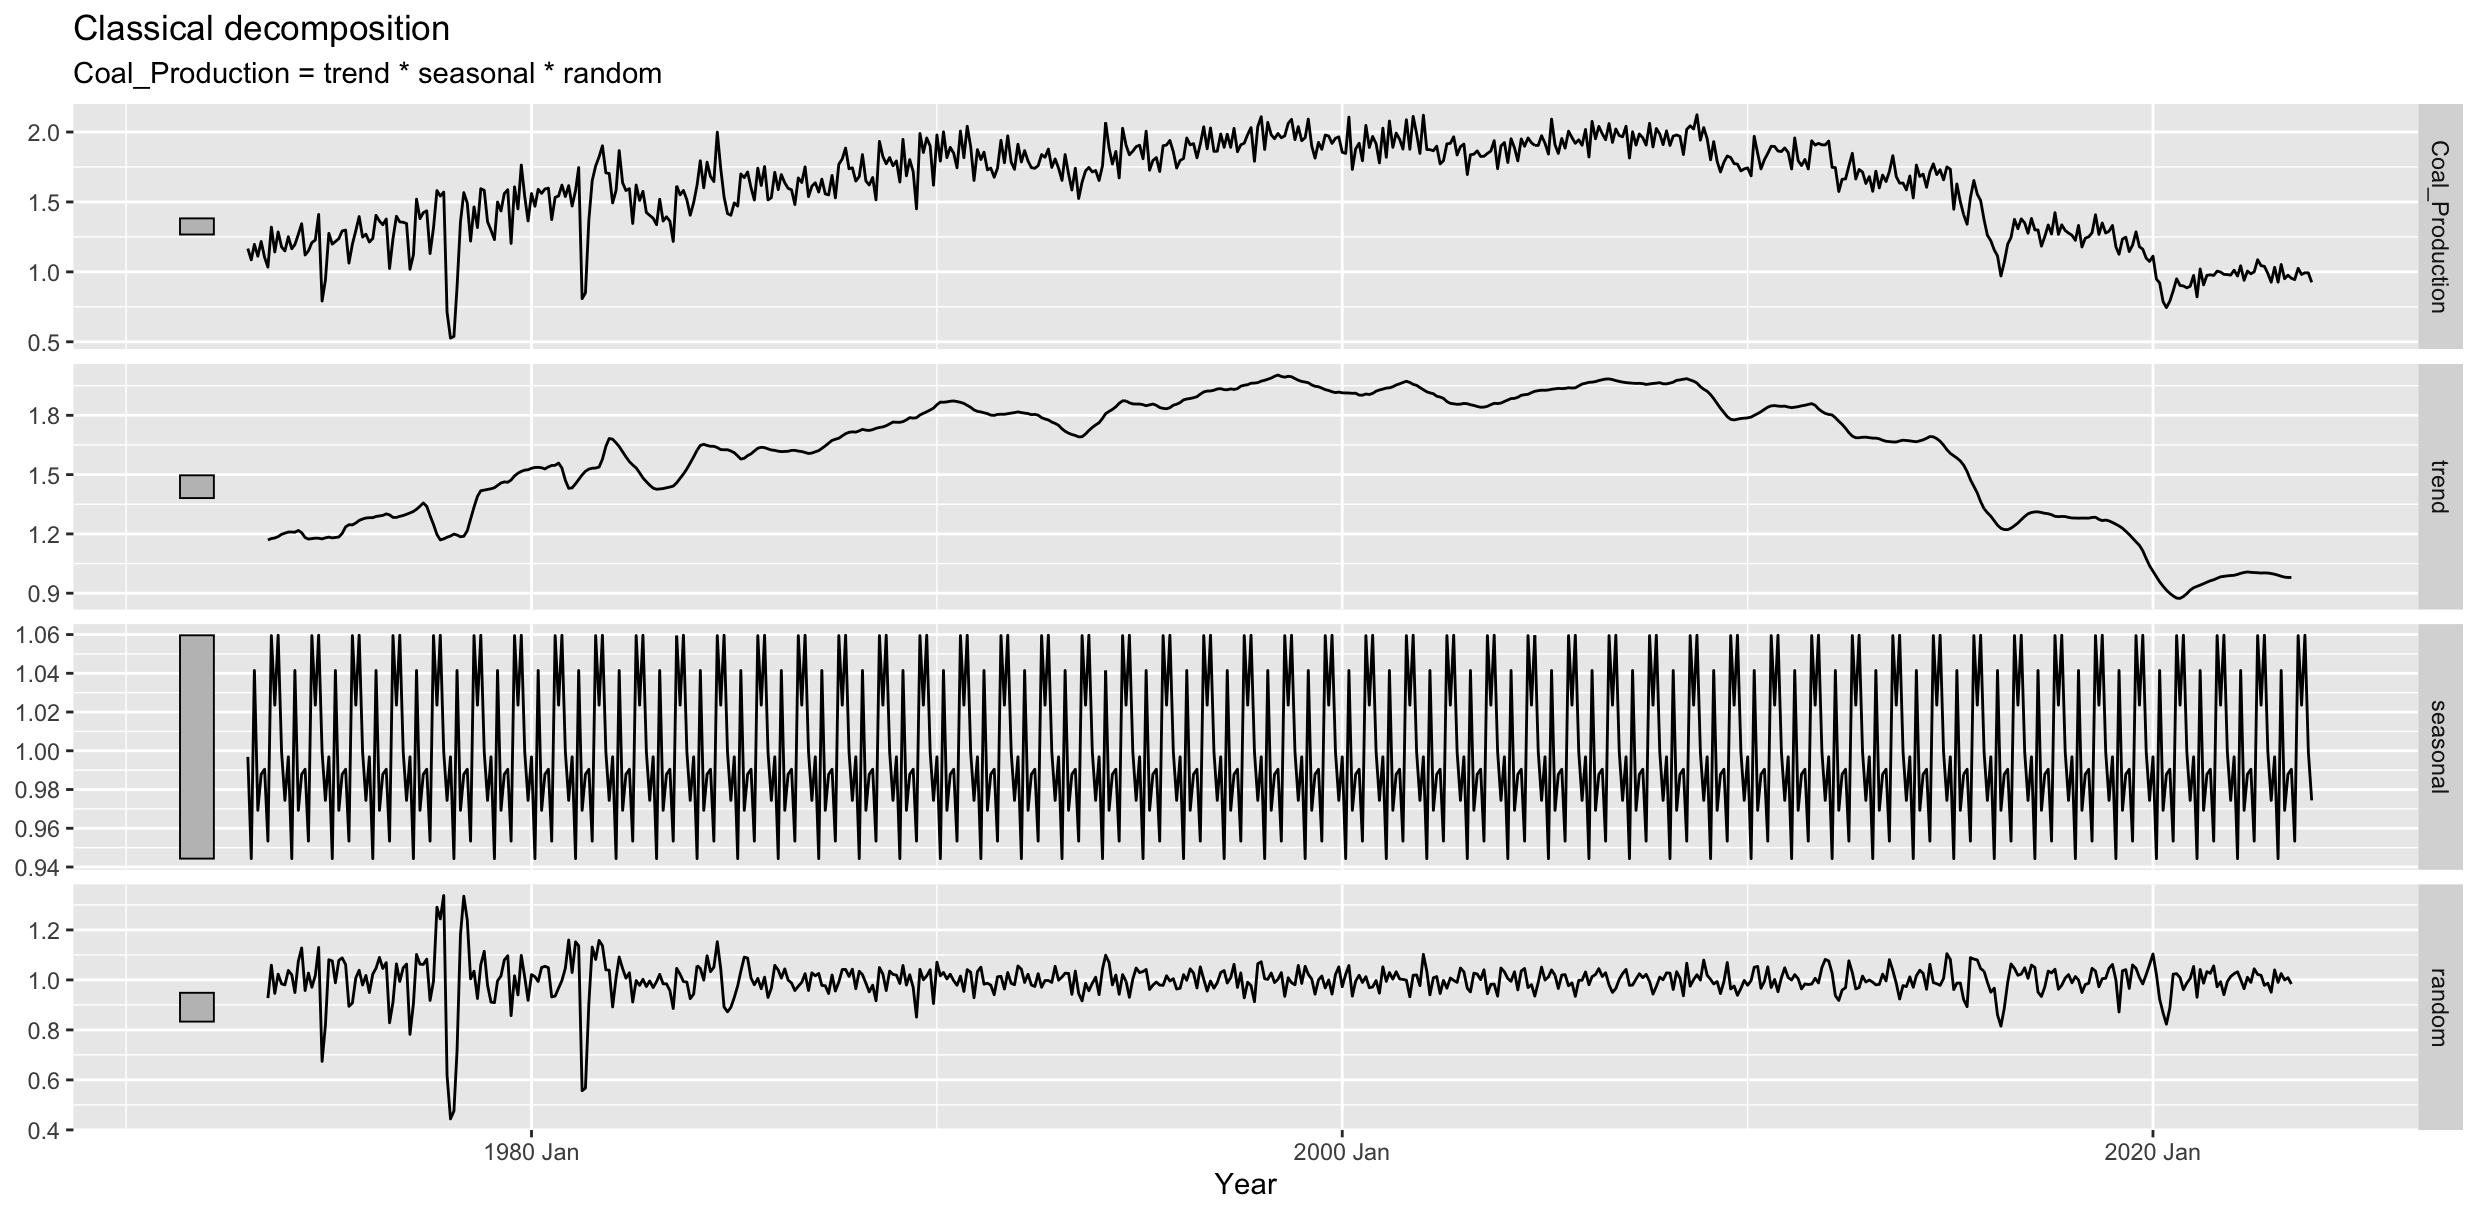 Classical decomposition
Coal_Production = trend * seasonal * random
2.0
1.5
1.0
0.5
Coal_Production
1.8
1.5
1.2
0.9
trend
1.06
1.04
1.02
1.00
0.98
0.96
0.94
seasonal
1.2
1.0
0.8
0.6
0.4
random
1980 Jan
2000 Jan
2020 Jan
Year